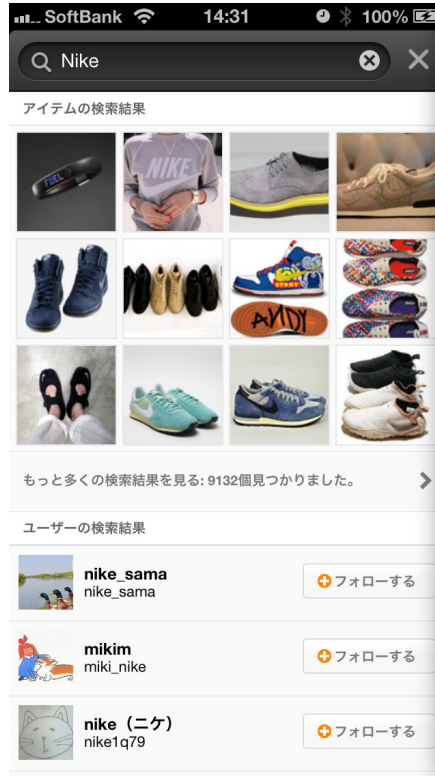 SoftBank 14:31 100%
Nike
アイテムの検索結果
FUEL
NIKE
STORY
ANDY
もっと多くの検索結果を見る: 9132個見つかりました。
ユーザーの検索結果
nike_sama
nike_sama
フォローする
mikim
miki_nike
フォローする
nike（ニケ）
nike1q79
フォローする